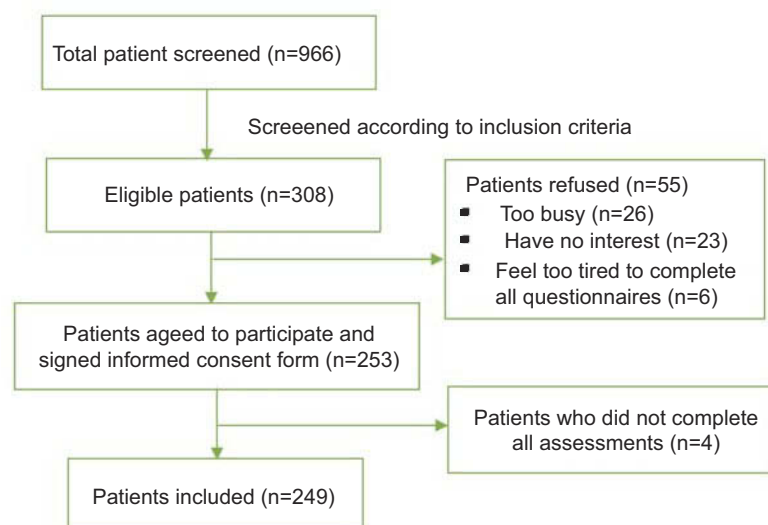 Total patient screened (n=966)
Screeened according to inclusion criteria
Eligible patients (n=308)
Patients refused (n=55)
▪ Too busy (n=26)
▪ Have no interest (n=23)
▪ Feel too tired to complete
all questionnaires (n=6)
Patients ageed to participate and
signed informed consent form (n=253)
Patients who did not complete
all assessments (n=4)
Patients included (n=249)